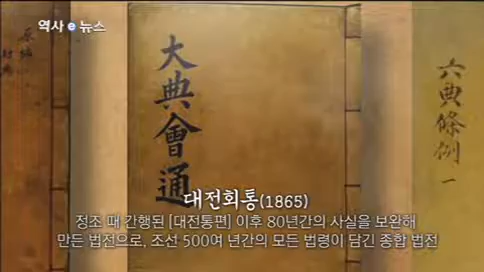 역사 e 뉴스
大典會通
六典條例 一
대전회통(1865)
정조 때 간행된 [대전통편] 이후 80년간의 사실을 보완해
만든 법전으로, 조선 500여 년간의 모든 법령이 담긴 종합 법전